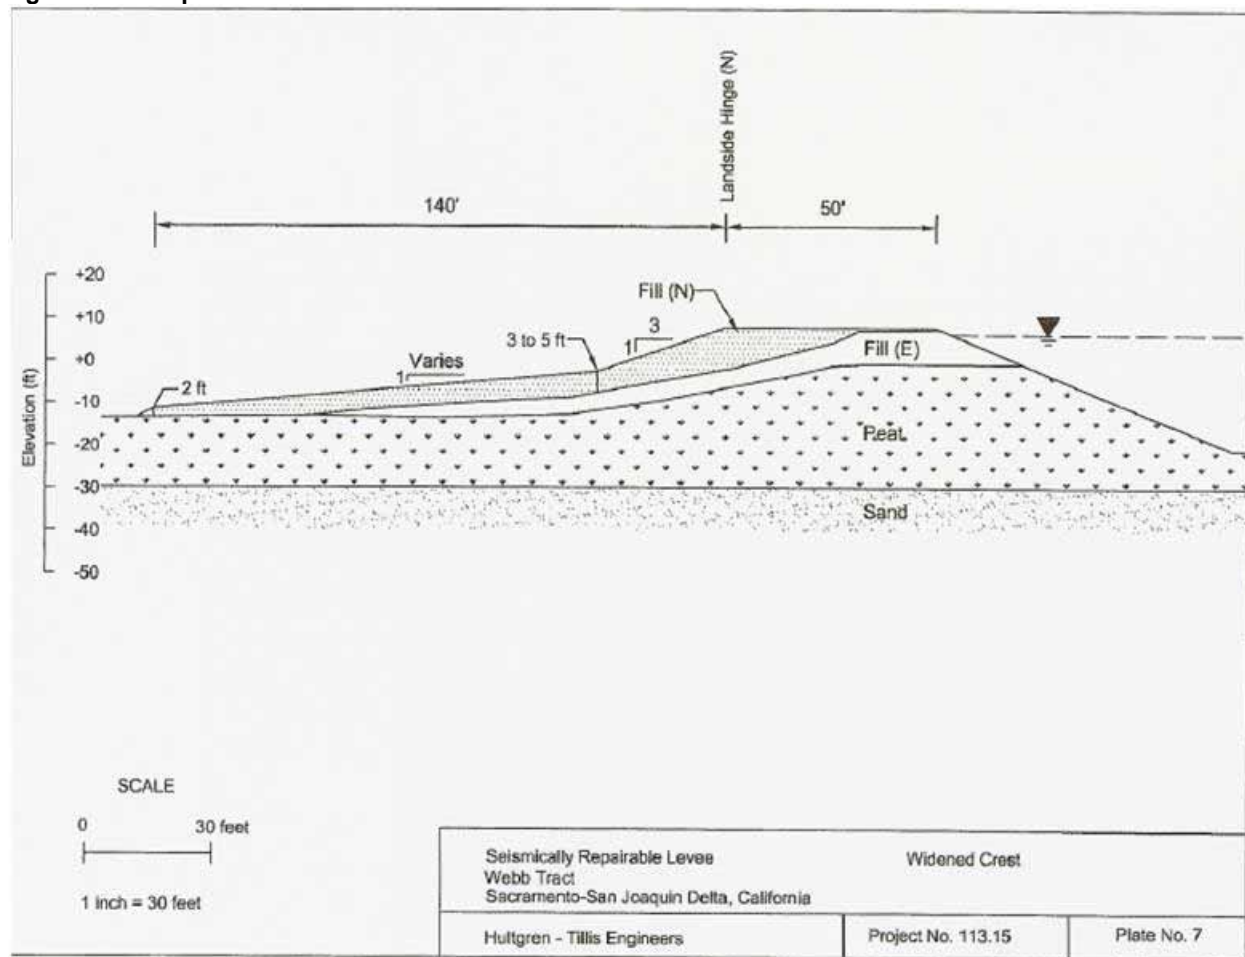 Landside Hinge (N)
140'
50'
+20
+10
+0
-10
-20
-30
-40
-50
Elevation (ft)
Fill (N)
3
1
3 to 5 ft
Varies
1
2 ft
Fill (E)
Peat
Sand
SCALE
0 30 feet
1 inch = 30 feet
Seismically Repairable Levee Widened Crest
Webb Tract
Sacramento-San Joaquin Delta, California
Hultgren - Tillis Engineers Project No. 113.15 Plate No. 7